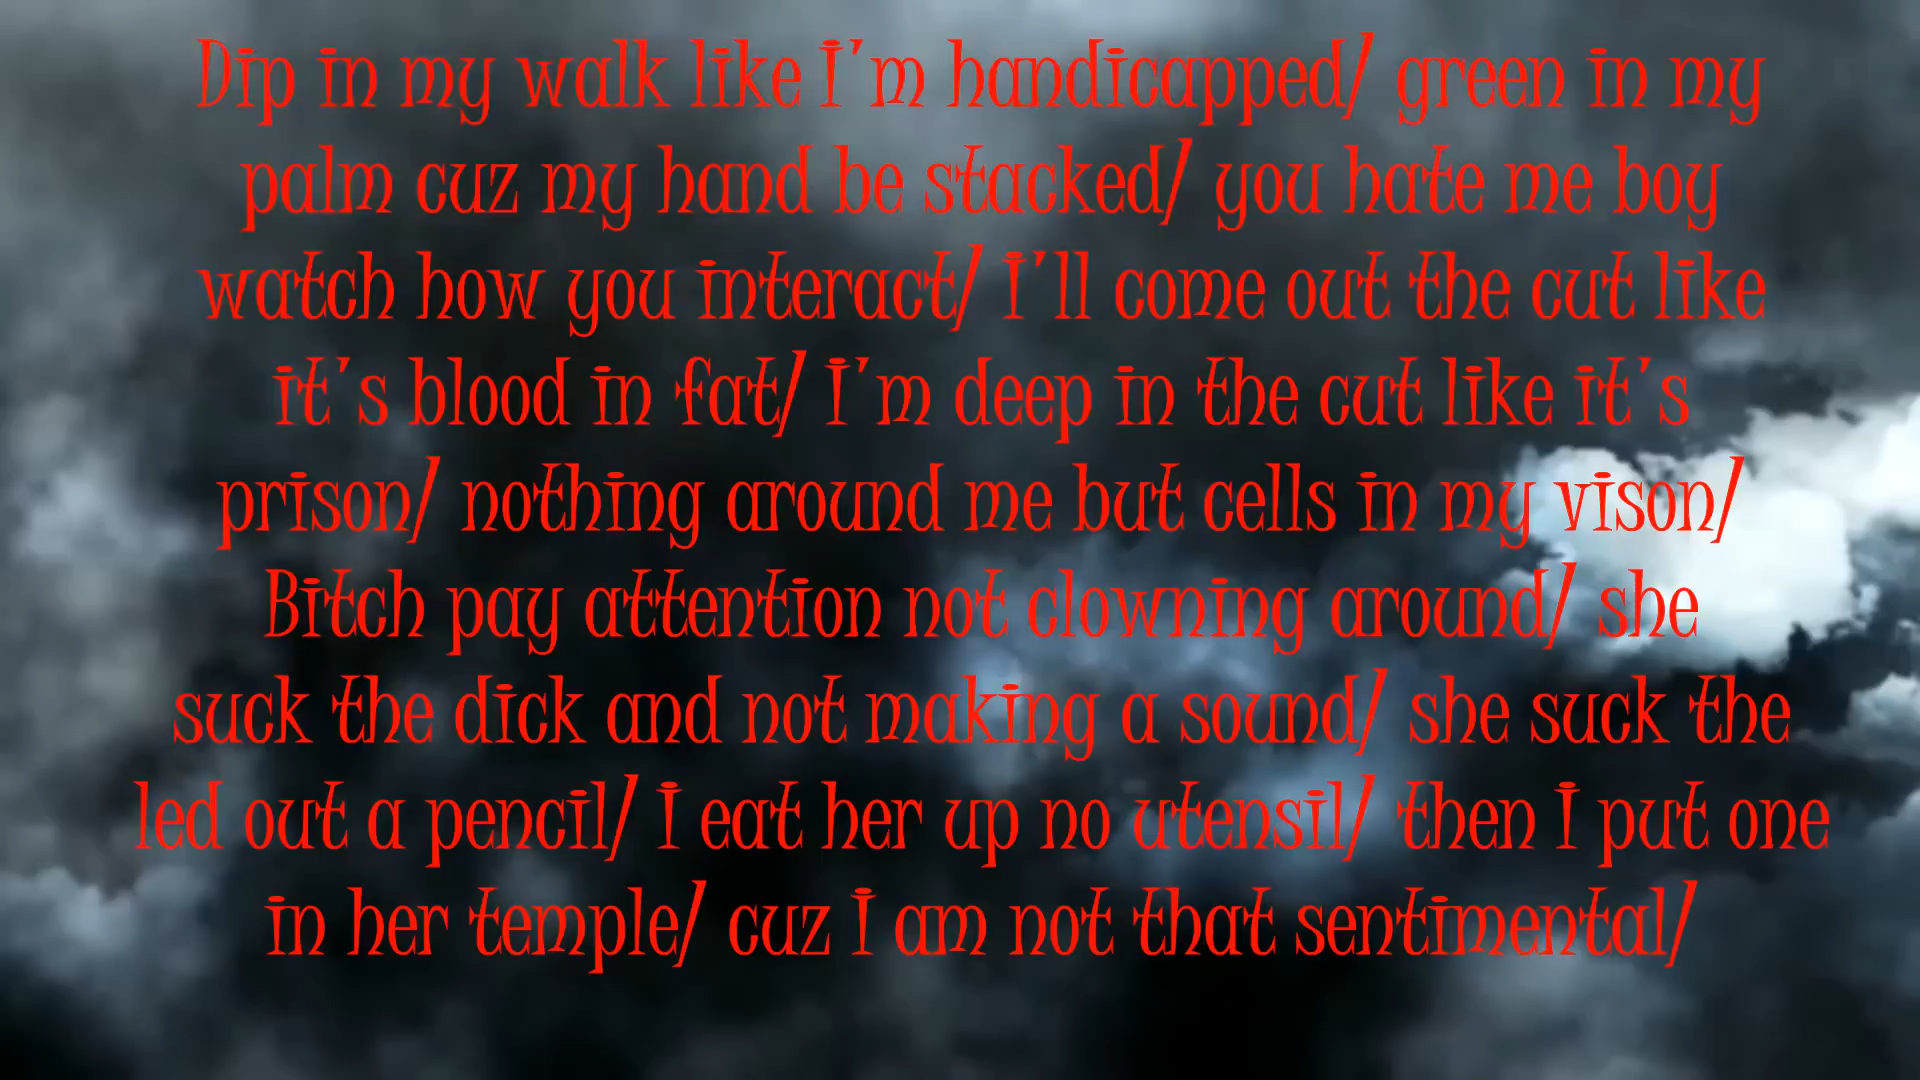 Dip in my walk like I'm handicapped/ green in my
palm cuz my hand be stacked/ you hate me boy
watch how you interact/ I'll come out the cut like
it's blood in fat/ I'm deep in the cut like it's
prison/ nothing around me but cells in my vison/
Bitch pay attention not clowning around/ she
suck the dick and not making a sound/ she suck the
led out a pencil/ I eat her up no utensil/ then I put one
in her temple/ cuz I am not that sentimental/